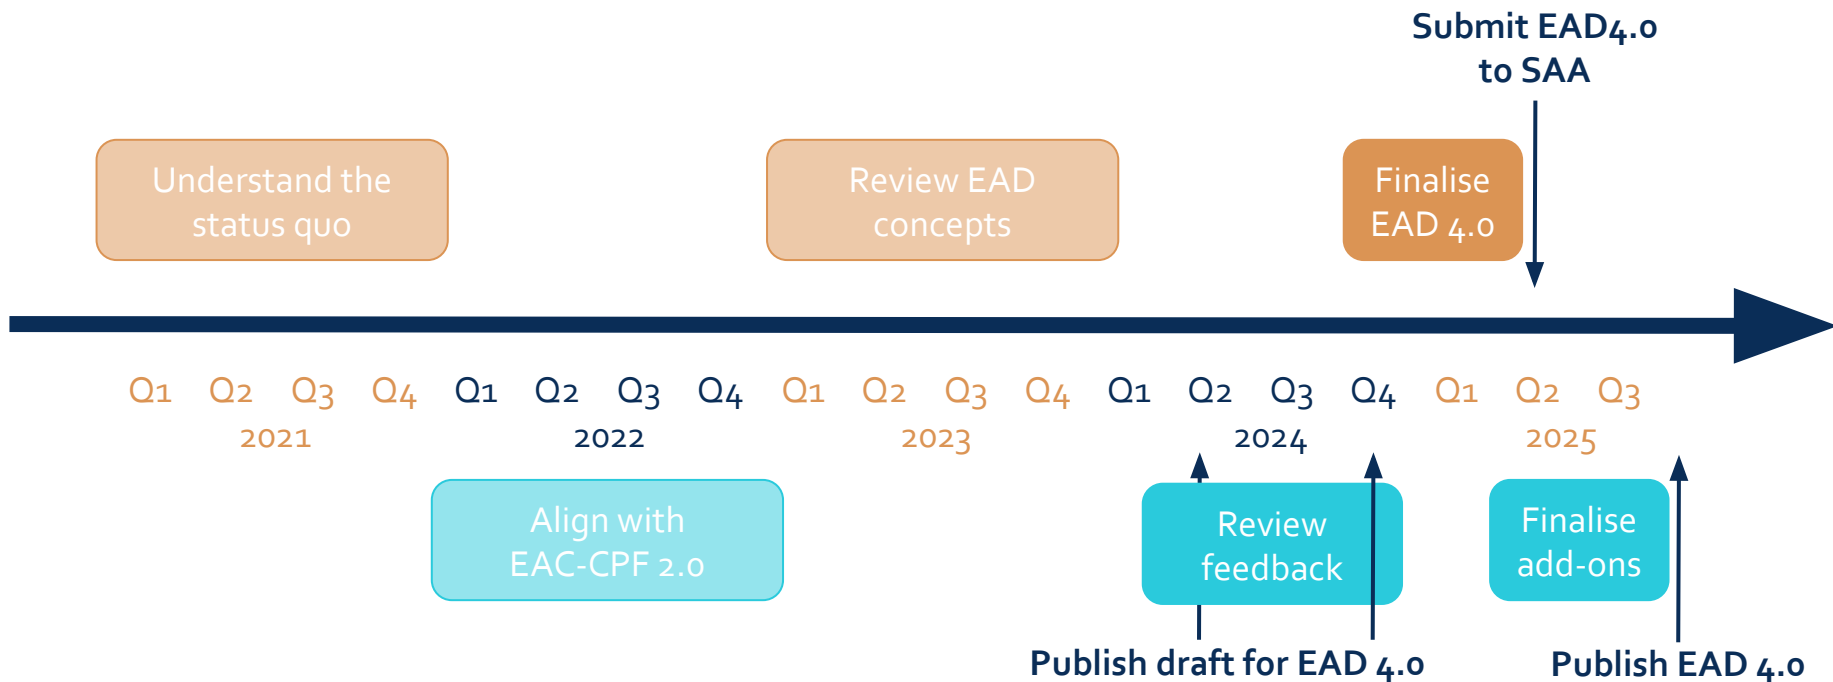 Submit EAD4.0
to SAA
Understand the
status quo
Review EAD
concepts
Finalise
EAD 4.0
Q1 Q2 Q3 Q4 Q1 Q2 Q3 Q4 Q1 Q2 Q3 Q4 Q1 Q2 Q3 Q4 Q1 Q2 Q3
2021 2022 2023 2024 2025
Align with
EAC-CPF 2.0
Review
feedback
Finalise
add-ons
Publish draft for EAD 4.0
Publish EAD 4.0